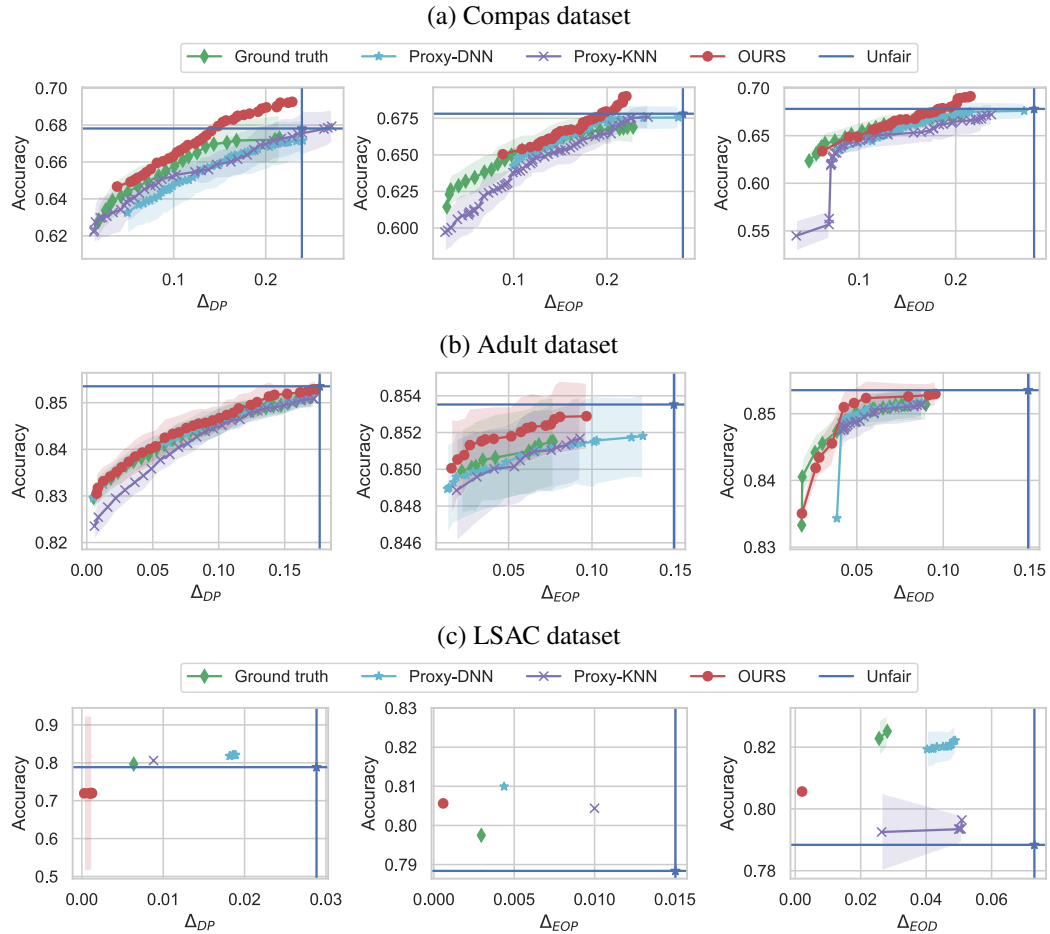 (a) Compas dataset
Ground truth Proxy-DNN Proxy-KNN OURS Unfair
0.70 0.68 0.66 0.64 0.62
Accuracy
0.1 0.2
Δ_DP
0.675 0.650 0.625 0.600
Accuracy
0.1 0.2
Δ_EOP
0.70 0.65 0.60 0.55
Accuracy
0.1 0.2
Δ_EOD
(b) Adult dataset
0.85 0.84 0.83 0.82
Accuracy
0.00 0.05 0.10 0.15
Δ_DP
0.854 0.852 0.850 0.848 0.846
Accuracy
0.05 0.10 0.15
Δ_EOP
0.85 0.84 0.83
Accuracy
0.05 0.10 0.15
Δ_EOD
(c) LSAC dataset
Ground truth Proxy-DNN Proxy-KNN OURS Unfair
0.9 0.8 0.7 0.6 0.5
Accuracy
0.00 0.01 0.02 0.03
Δ_DP
0.83 0.82 0.81 0.80 0.79
Accuracy
0.000 0.005 0.010 0.015
Δ_EOP
0.82 0.80 0.78
Accuracy
0.00 0.02 0.04 0.06
Δ_EOD